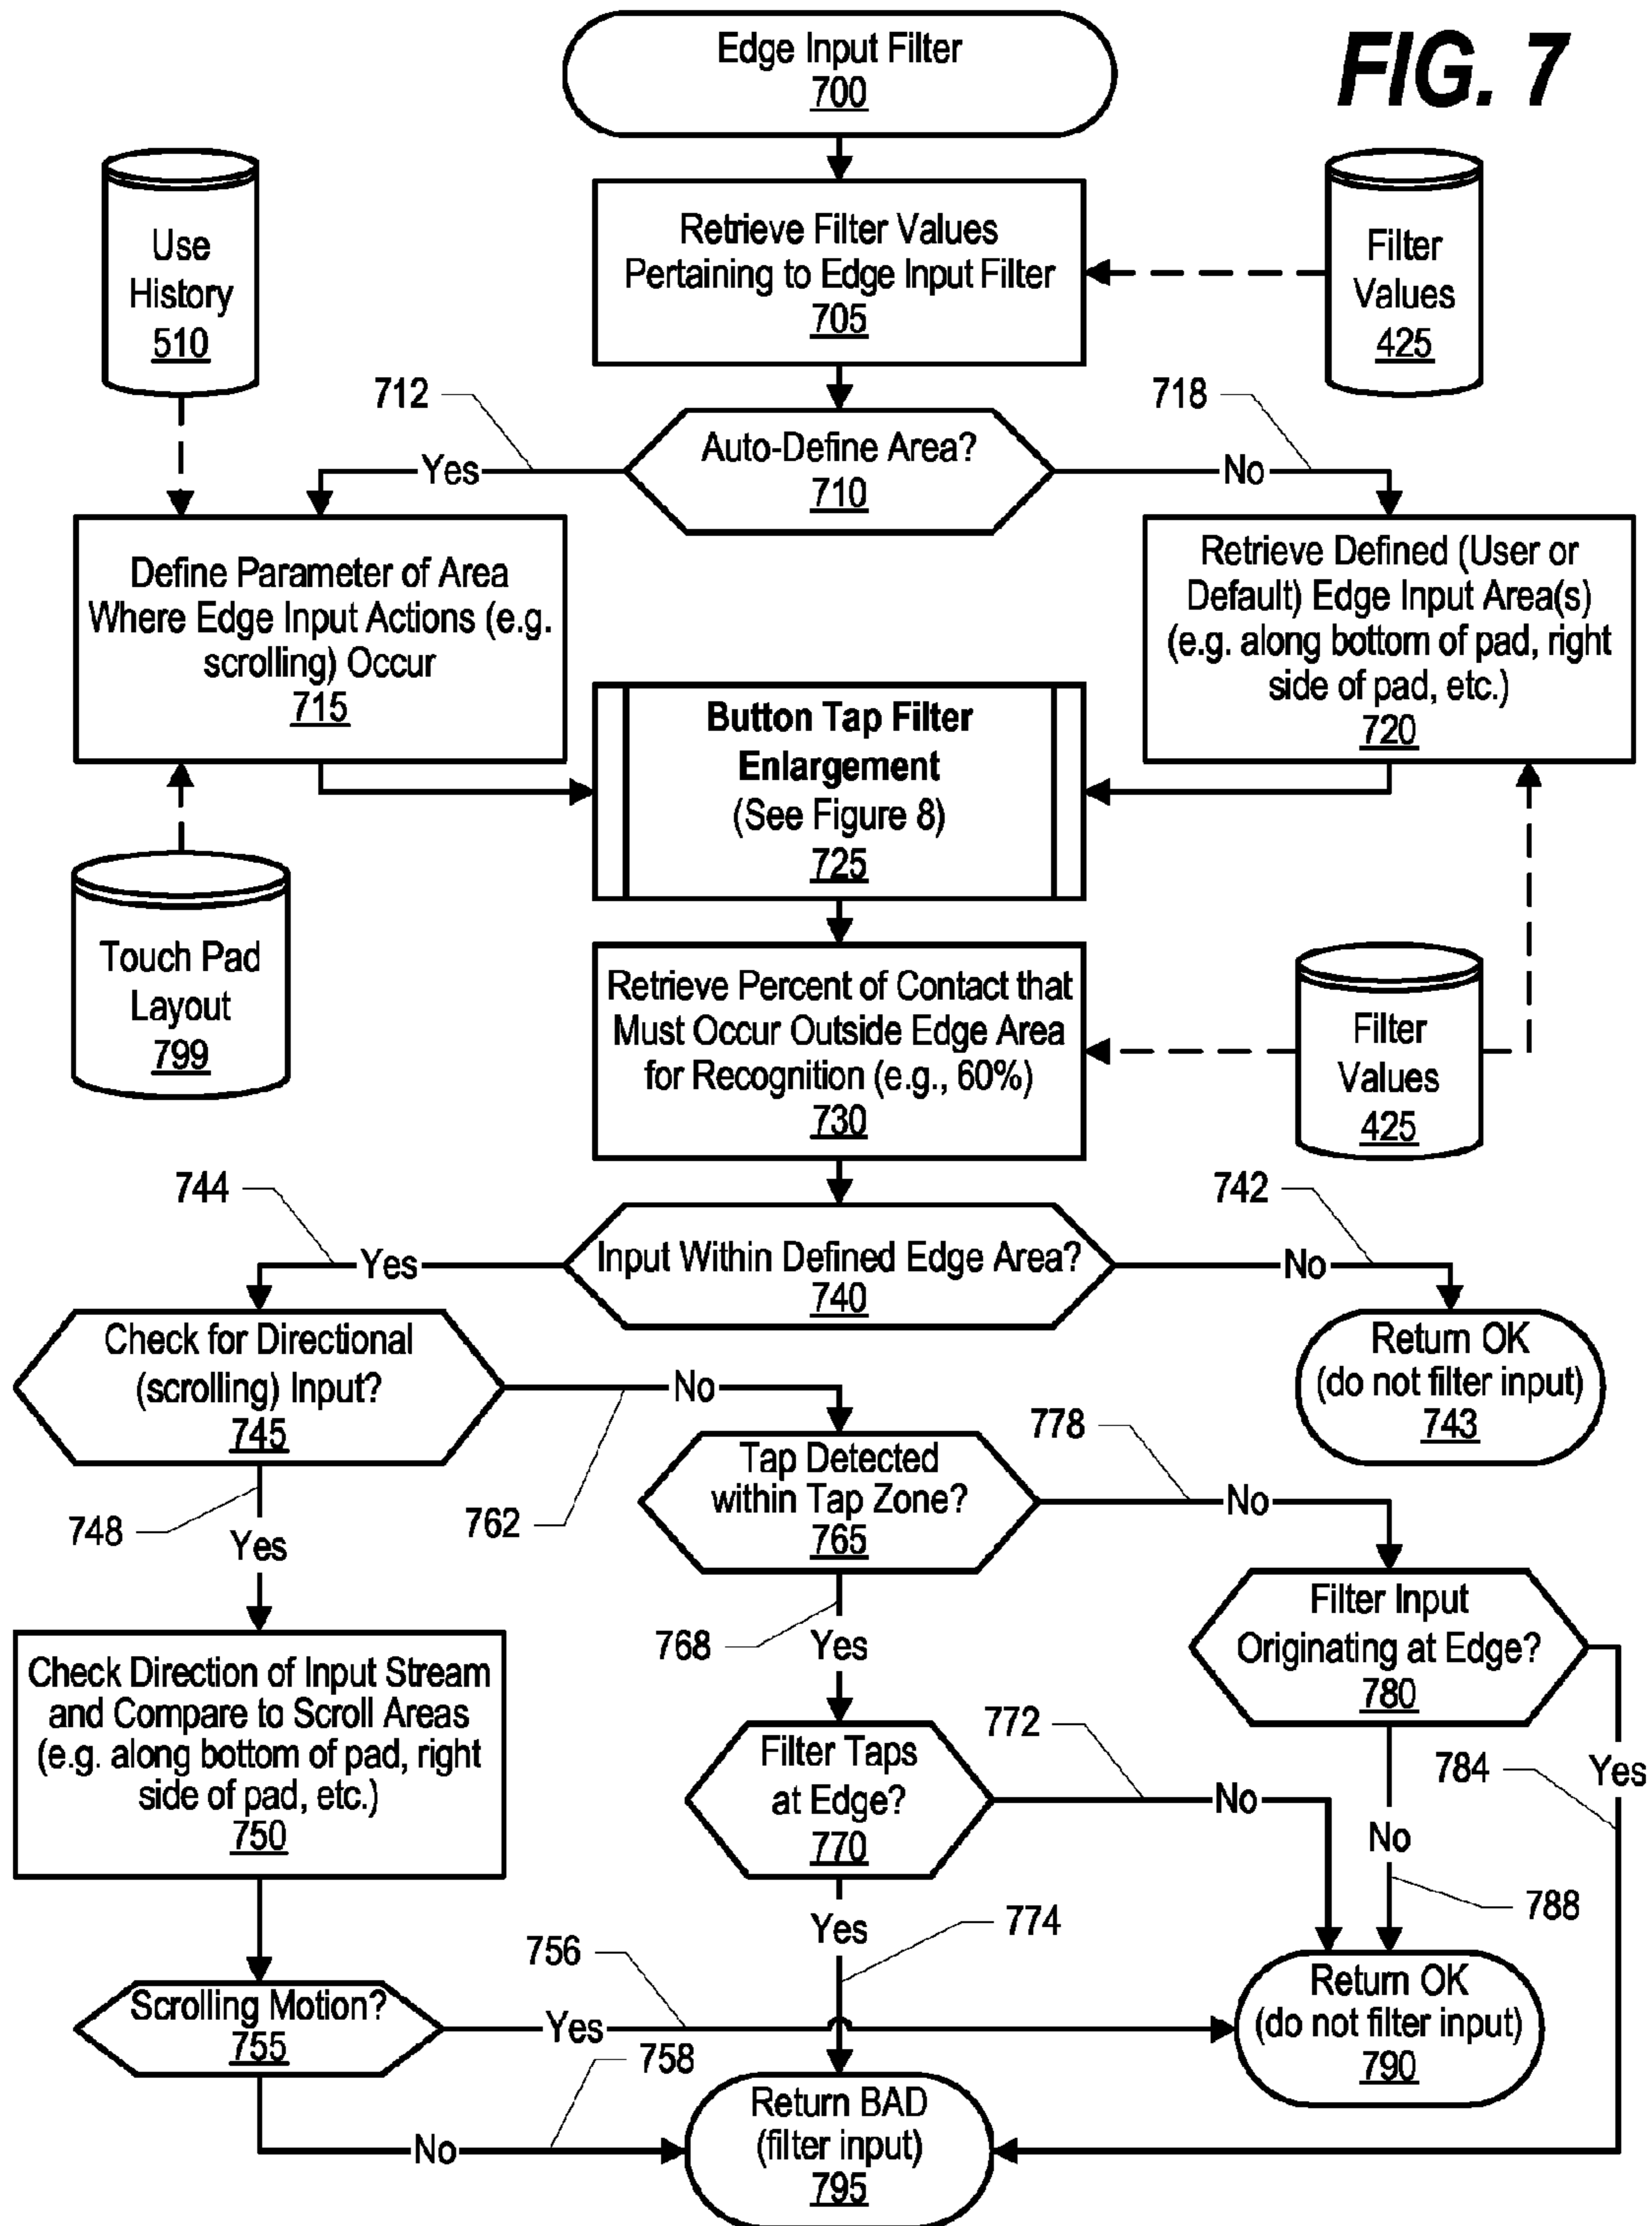 FIG. 7
Edge Input Filter
700
Use
History
510
Retrieve Filter Values
Pertaining to Edge Input Filter
705
Filter
Values
425
712
718
Auto-Define Area?
710
Yes
No
Define Parameter of Area
Where Edge Input Actions (e.g.
scrolling) Occur
715
Retrieve Defined (User or
Default) Edge Input Area(s)
(e.g. along bottom of pad, right
side of pad, etc.)
720
Button Tap Filter
Enlargement
(See Figure 8)
725
Touch Pad
Layout
799
Retrieve Percent of Contact that
Must Occur Outside Edge Area
for Recognition (e.g., 60%)
730
Filter
Values
425
744
742
Yes
Input Within Defined Edge Area?
740
No
Check for Directional
(scrolling) Input?
745
Return OK
(do not filter input)
743
No
762
748
Yes
Tap Detected
within Tap Zone?
765
778
No
768
Yes
Filter Input
Originating at Edge?
780
Check Direction of Input Stream
and Compare to Scroll Areas
(e.g. along bottom of pad, right
side of pad, etc.)
750
Filter Taps
at Edge?
770
772
No
784
Yes
No
788
Yes
774
756
Scrolling Motion?
755
Yes
758
No
Return OK
(do not filter input)
790
Return BAD
(filter input)
795